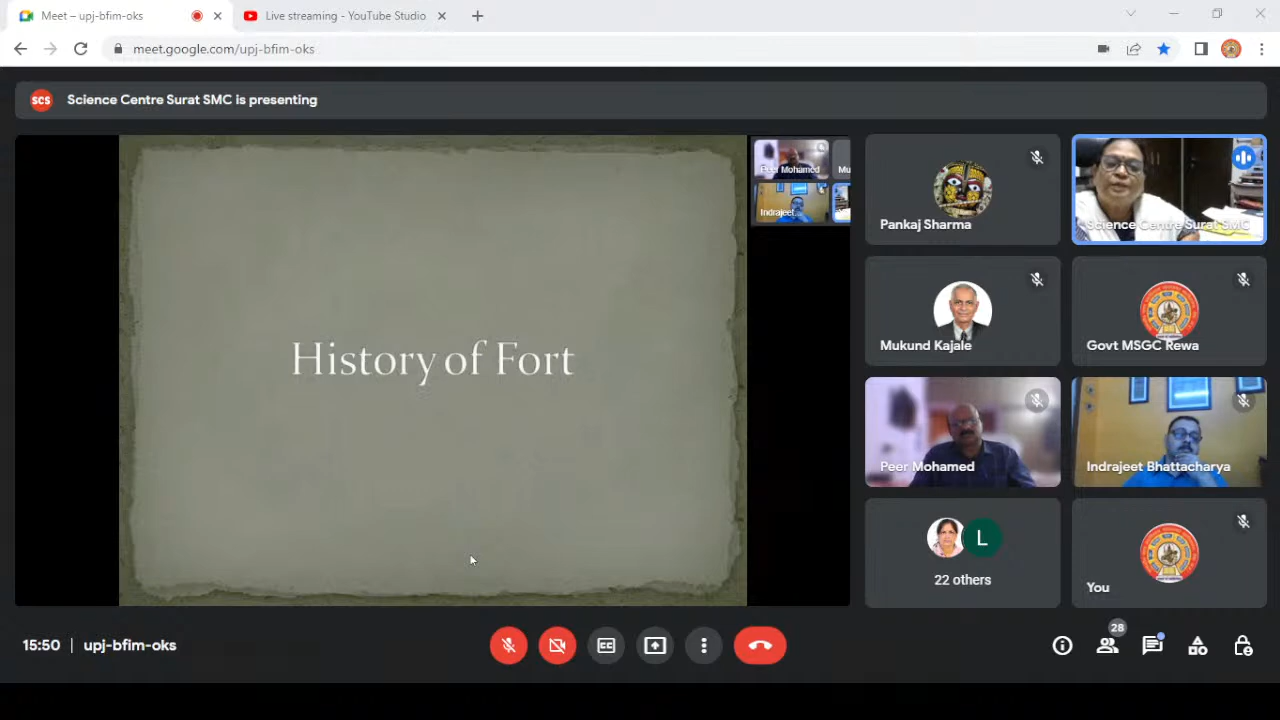 Meet – upj-bfim-oks
Live streaming - YouTube Studio
meet.google.com/upj-bfim-oks
SCS
Science Centre Surat SMC is presenting
History of Fort
Peer Mohamed
Mu
Indrajeet...
Pankaj Sharma
Science Centre Surat SMC
Mukund Kajale
Govt MSGC Rewa
Peer Mohamed
Indrajeet Bhattacharya
L
22 others
You
15:50 | upj-bfim-oks
CC
28